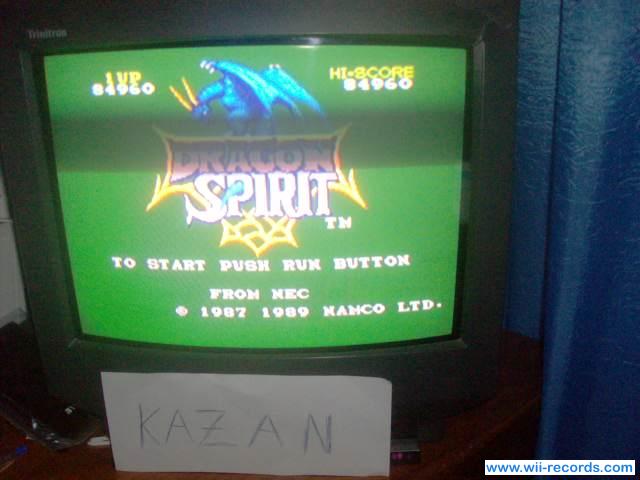 Trinitron
1UP HI-SCORE
84960 84960
DRAGON
SPIRIT
TM
TO START PUSH RUN BUTTON
FROM NEC
© 1987 1989 NAMCO LTD.
KAZAN
www.wii-records.com